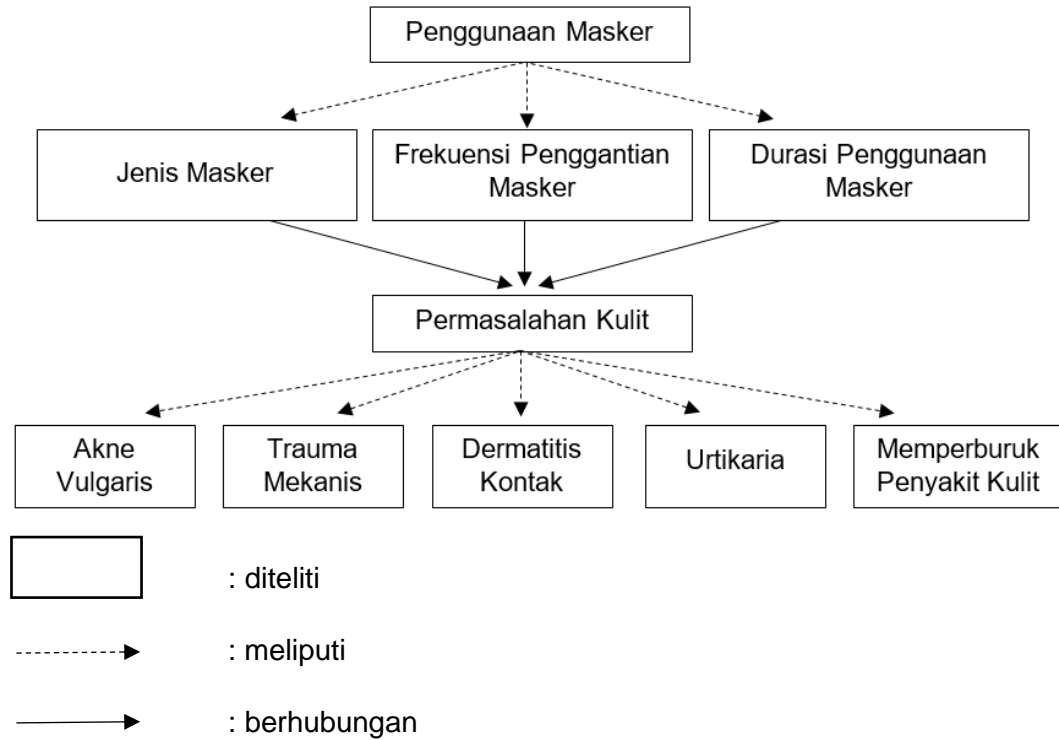 Penggunaan Masker
Jenis Masker
Frekuensi Penggantian
Masker
Durasi Penggunaan
Masker
Permasalahan Kulit
Akne
Vulgaris
Trauma
Mekanis
Dermatitis
Kontak
Urtikaria
Memperburuk
Penyakit Kulit
: diteliti
: meliputi
: berhubungan